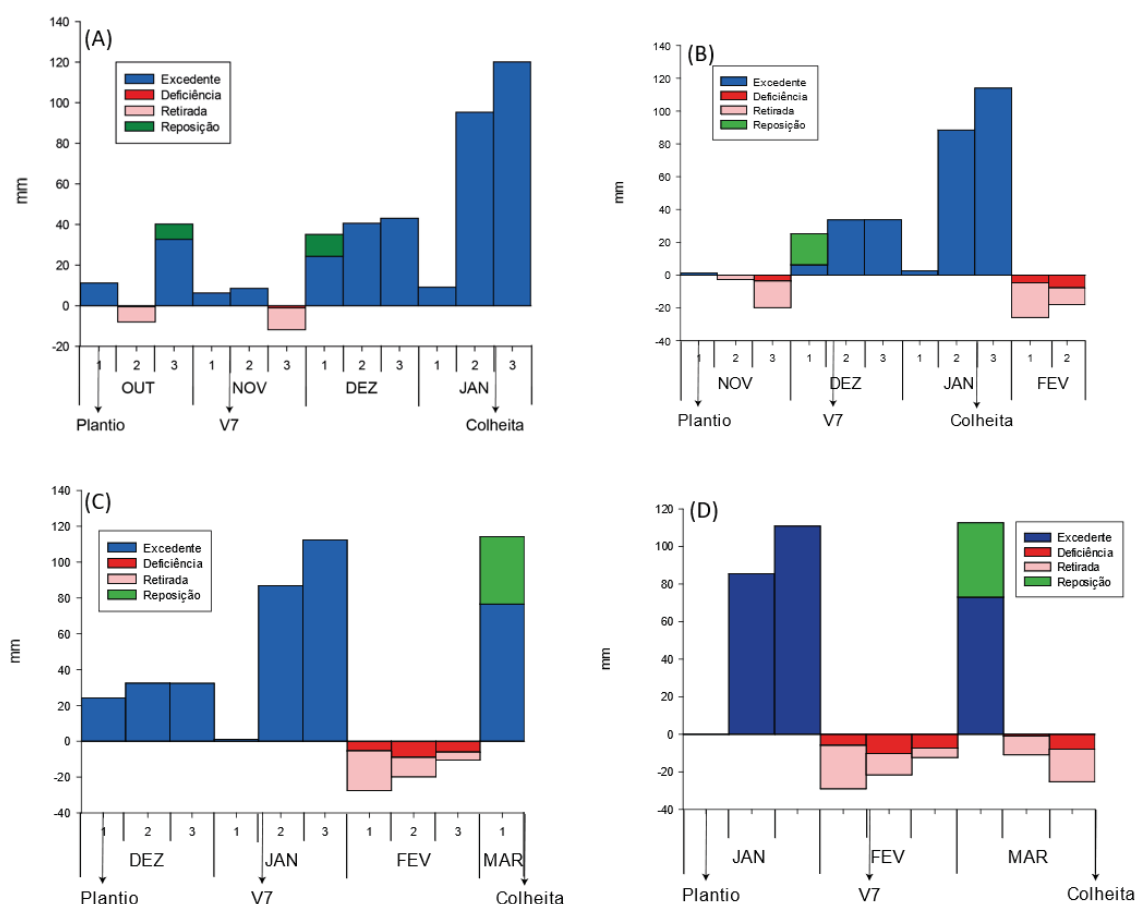 (A)
140
120
100
80
60
40
20
0
-20
mm
Excedente
Deficiência
Retirada
Reposição
1 2 3 1 2 3 1 2 3 1 2 3
OUT NOV DEZ JAN
Plantio V7 Colheita
(B)
140
120
100
80
60
40
20
0
-20
-40
mm
Excedente
Deficiência
Retirada
Reposição
1 2 3 1 2 3 1 2 3 1 2
NOV DEZ JAN FEV
Plantio V7 Colheita
(C)
140
120
100
80
60
40
20
0
-20
-40
mm
Excedente
Deficiência
Retirada
Reposição
1 2 3 1 2 3 1 2 3 1
DEZ JAN FEV MAR
Plantio V7 Colheita
(D)
120
100
80
60
40
20
0
-20
-40
mm
Excedente
Deficiência
Retirada
Reposição
JAN FEV MAR
Plantio V7 Colheita